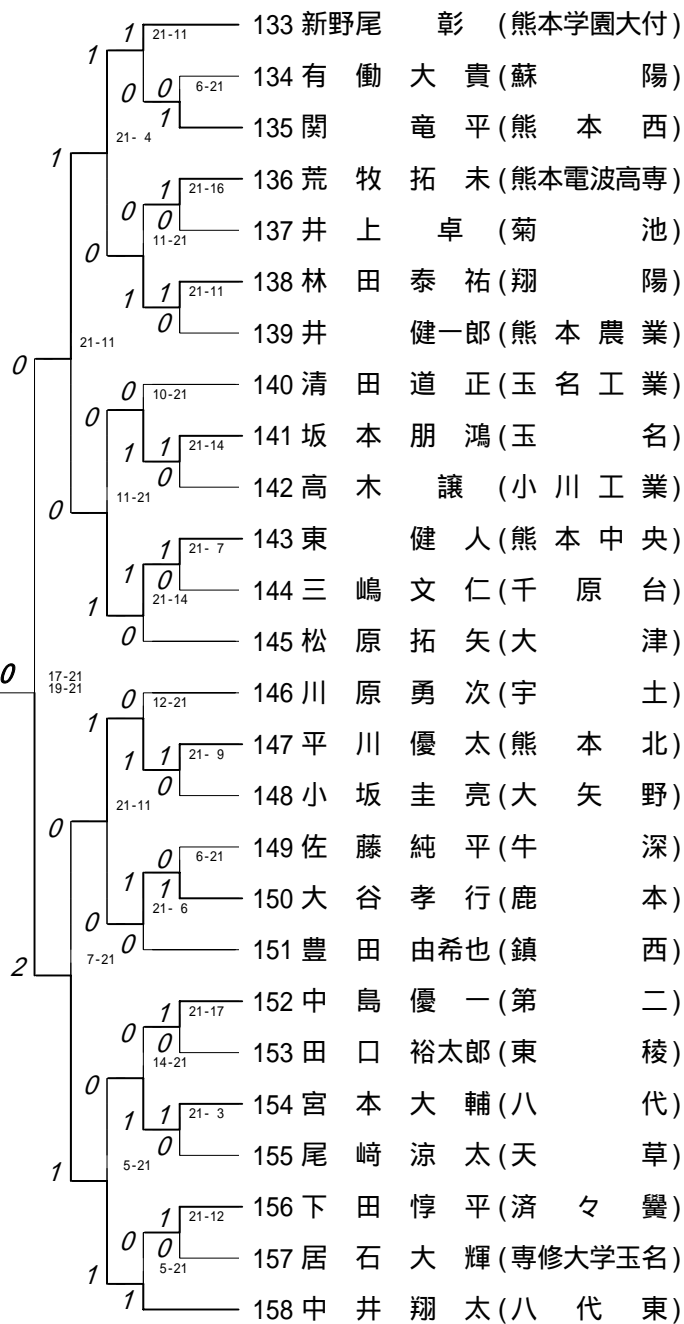 133 新野尾 彰 (熊本学園大付)
134 有働大貴 (蘇陽)
135 関竜平 (熊本西)
136 荒牧拓未 (熊本電波高専)
137 井上卓 (菊池)
138 林田泰祐 (翔陽)
139 井健一郎 (熊本農業)
140 清田道正 (玉名工業)
141 坂本朋鴻 (玉名)
142 高木譲 (小川工業)
143 東健人 (熊本中央)
144 三嶋文仁 (千原台)
145 松原拓矢 (大津)
146 川原勇次 (宇土)
147 平川優太 (熊本北)
148 小坂圭亮 (大矢野)
149 佐藤純平 (牛深)
150 大谷孝行 (鹿本)
151 豊田由希也 (鎮西)
152 中島優一 (第二)
153 田口裕太郎 (東稜)
154 宮本大輔 (八代)
155 尾﨑涼太 (天草)
156 下田惇平 (済々黌)
157 居石大輝 (専修大学玉名)
158 中井翔太 (八代東)
1 1 21-11
0 0 6-21
1
21-4
1
0 1 21-16
0
11-21
0
1 1 21-11
0
21-11
0
0 0 10-21
1 1 21-14
0
11-21
0
1 1 21-7
0
21-14
1
0
0 17-21
19-21
1 0 12-21
1 1 21-9
0
21-11
0
0 6-21
1 1
21-6
0 0
7-21
2
0 1 21-17
0
14-21
0
1 1 21-3
0
5-21
1
0 1 21-12
0
5-21
1
1